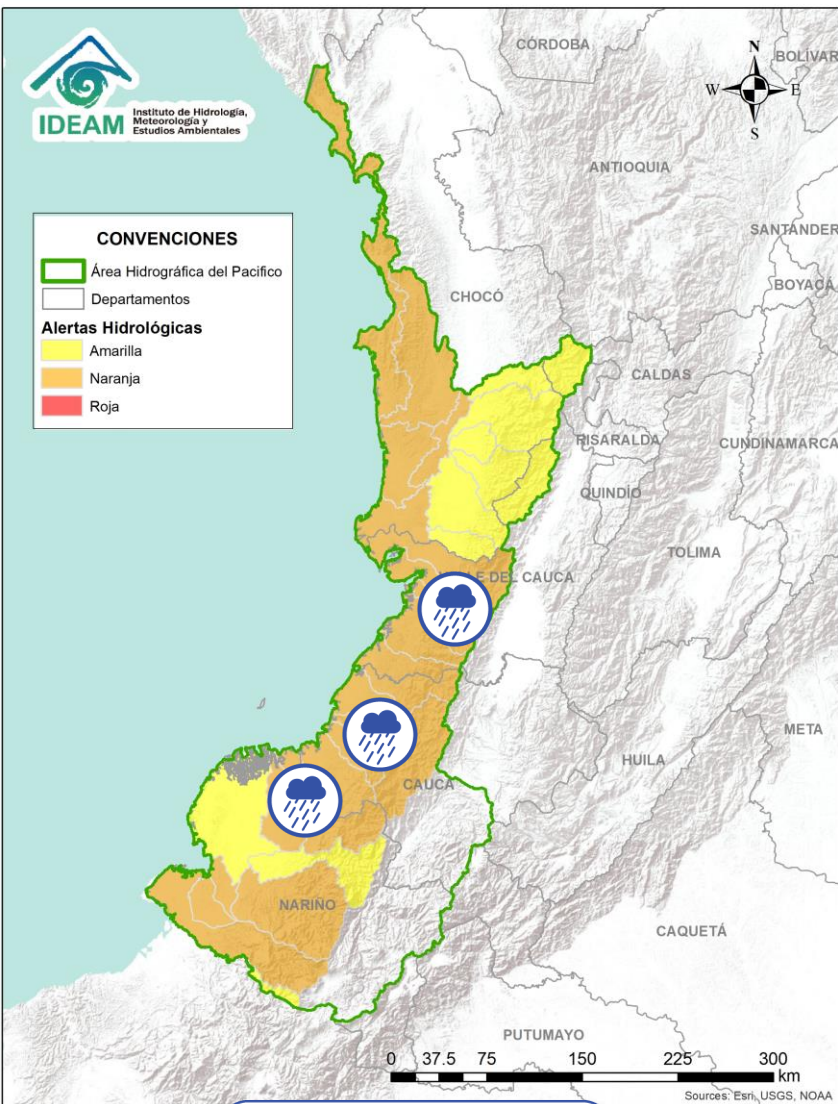 IDEAM
Instituto de Hidrología,
Meteorología y
Estudios Ambientales
CÓRDOBA
BOLÍVAR
N
W
E
S
ANTIOQUIA
SANTANDER
CONVENCIONES
Área Hidrográfica del Pacifico
Departamentos
Alertas Hidrológicas
Amarilla
Naranja
Roja
BOYACÁ
CHOCÓ
CALDAS
RISARALDA
CUNDINAMARCA
QUINDÍO
TOLIMA
DEL CAUCA
META
HUILA
CAUCA
NARIÑO
CAQUETÁ
PUTUMAYO
0 37.5 75 150 225 300
km
Sources: Esri, USGS, NOAA